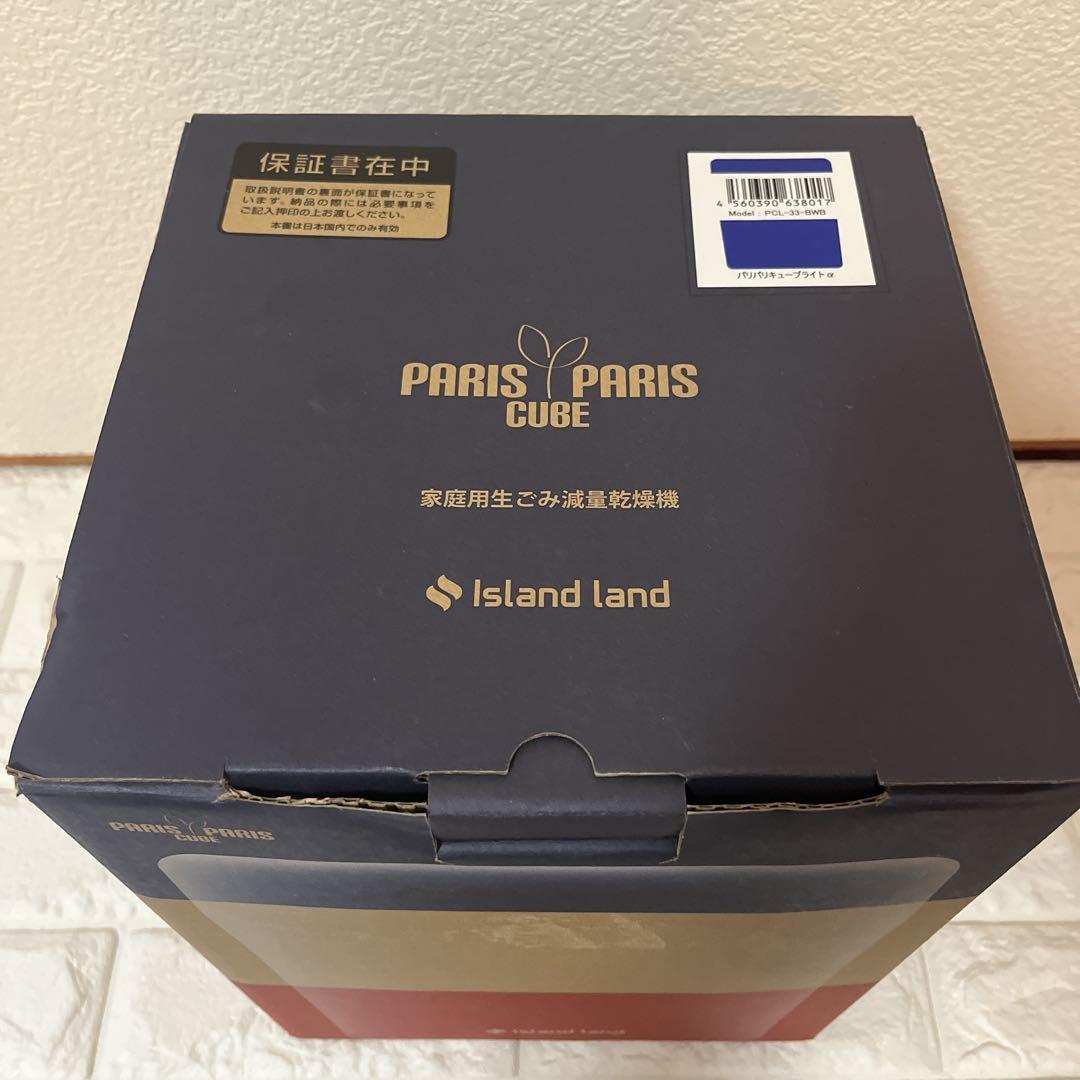 保証書在中
取扱説明書の裏面が保証書になって
います。納品の際には必要事項を
ご記入押印の上お渡しください。
本書は日本国内でのみ有効
4 560390 638017
Model : PCL-33-BWB
パリパリキューブライトα
PARIS PARIS
CUBE
家庭用生ごみ減量乾燥機
Island land
PARIS PARIS
CUBE
Island land